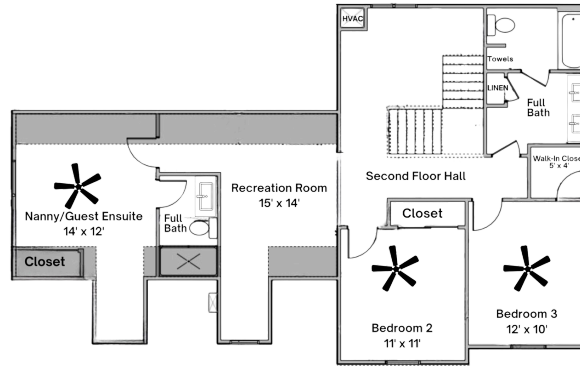 HVAC
Towels
LINEN
Full
Bath
Walk-In Close
5' x 4'
Second Floor Hall
Recreation Room
15' x 14'
Nanny/Guest Ensuite
14' x 12'
Full
Bath
Closet
Closet
Bedroom 2
11' x 11'
Bedroom 3
12' x 10'